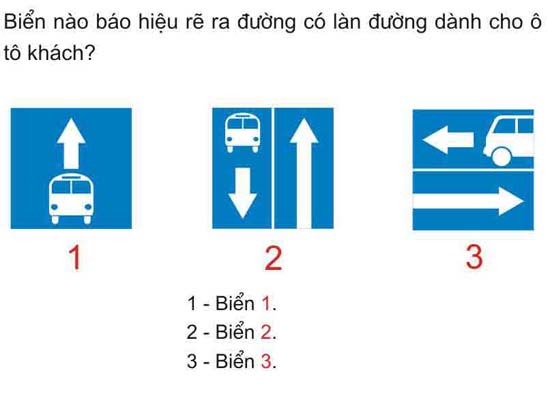 Biển nào báo hiệu rẽ ra đường có làn đường dành cho ô
tô khách?
1
2
3
1 - Biển 1.
2 - Biển 2.
3 - Biển 3.